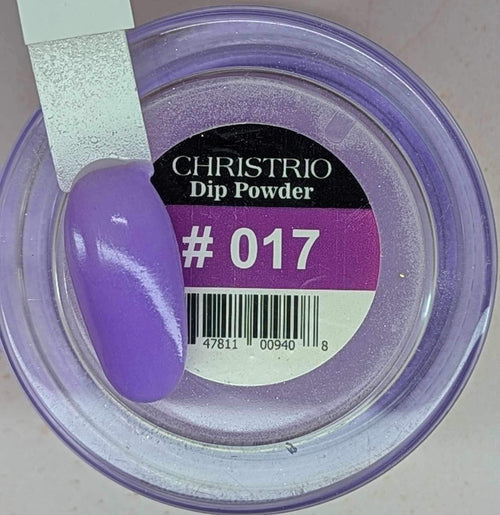 CHRISTRIO
Dip Powder
# 017
47811 00940 8